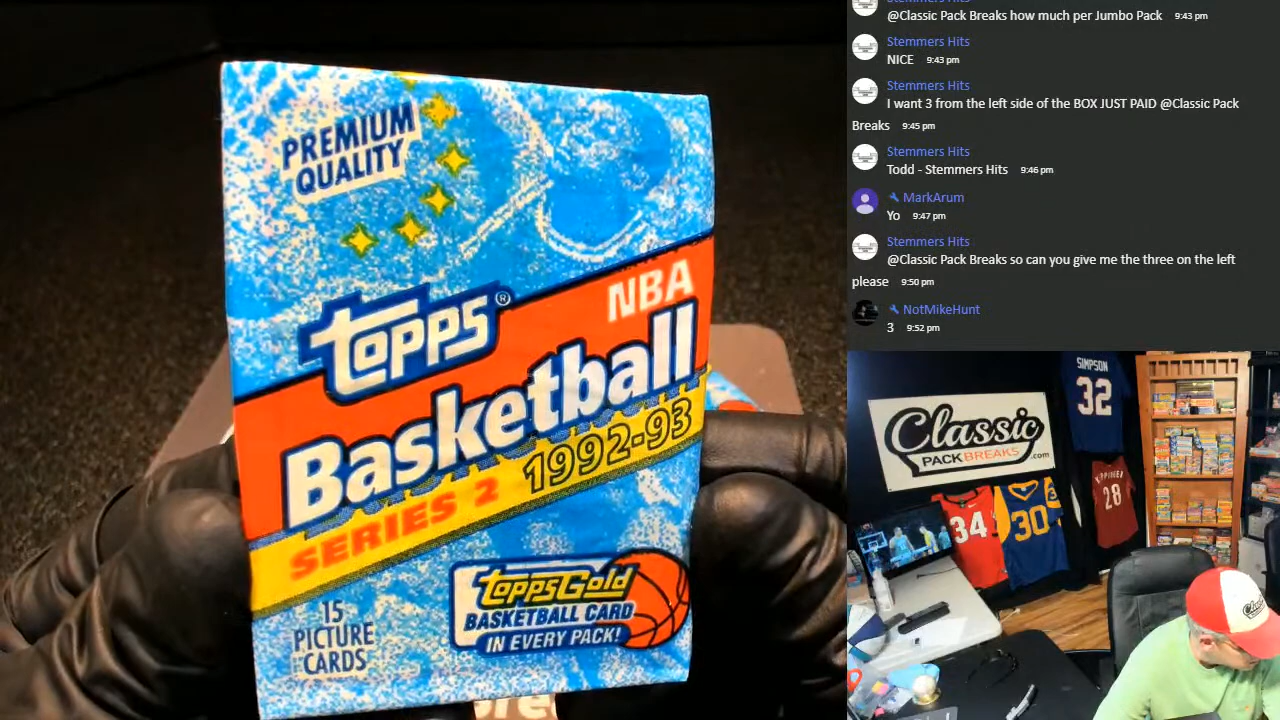 PREMIUM
QUALITY
topps®
NBA
Basketball
SERIES 2 1992-93
15
PICTURE
CARDS
toppsGold
BASKETBALL CARD
IN EVERY PACK!
@Classic Pack Breaks how much per Jumbo Pack 9:43 pm
Stemmers Hits
NICE 9:43 pm
Stemmers Hits
I want 3 from the left side of the BOX JUST PAID @Classic Pack
Breaks 9:45 pm
Stemmers Hits
Todd - Stemmers Hits 9:46 pm
MarkArum
Yo 9:47 pm
Stemmers Hits
@Classic Pack Breaks so can you give me the three on the left
please 9:50 pm
NotMikeHunt
3 9:52 pm
SIMPSON
32
Classic
PACKBREAKS.com
28
34
30
Classic